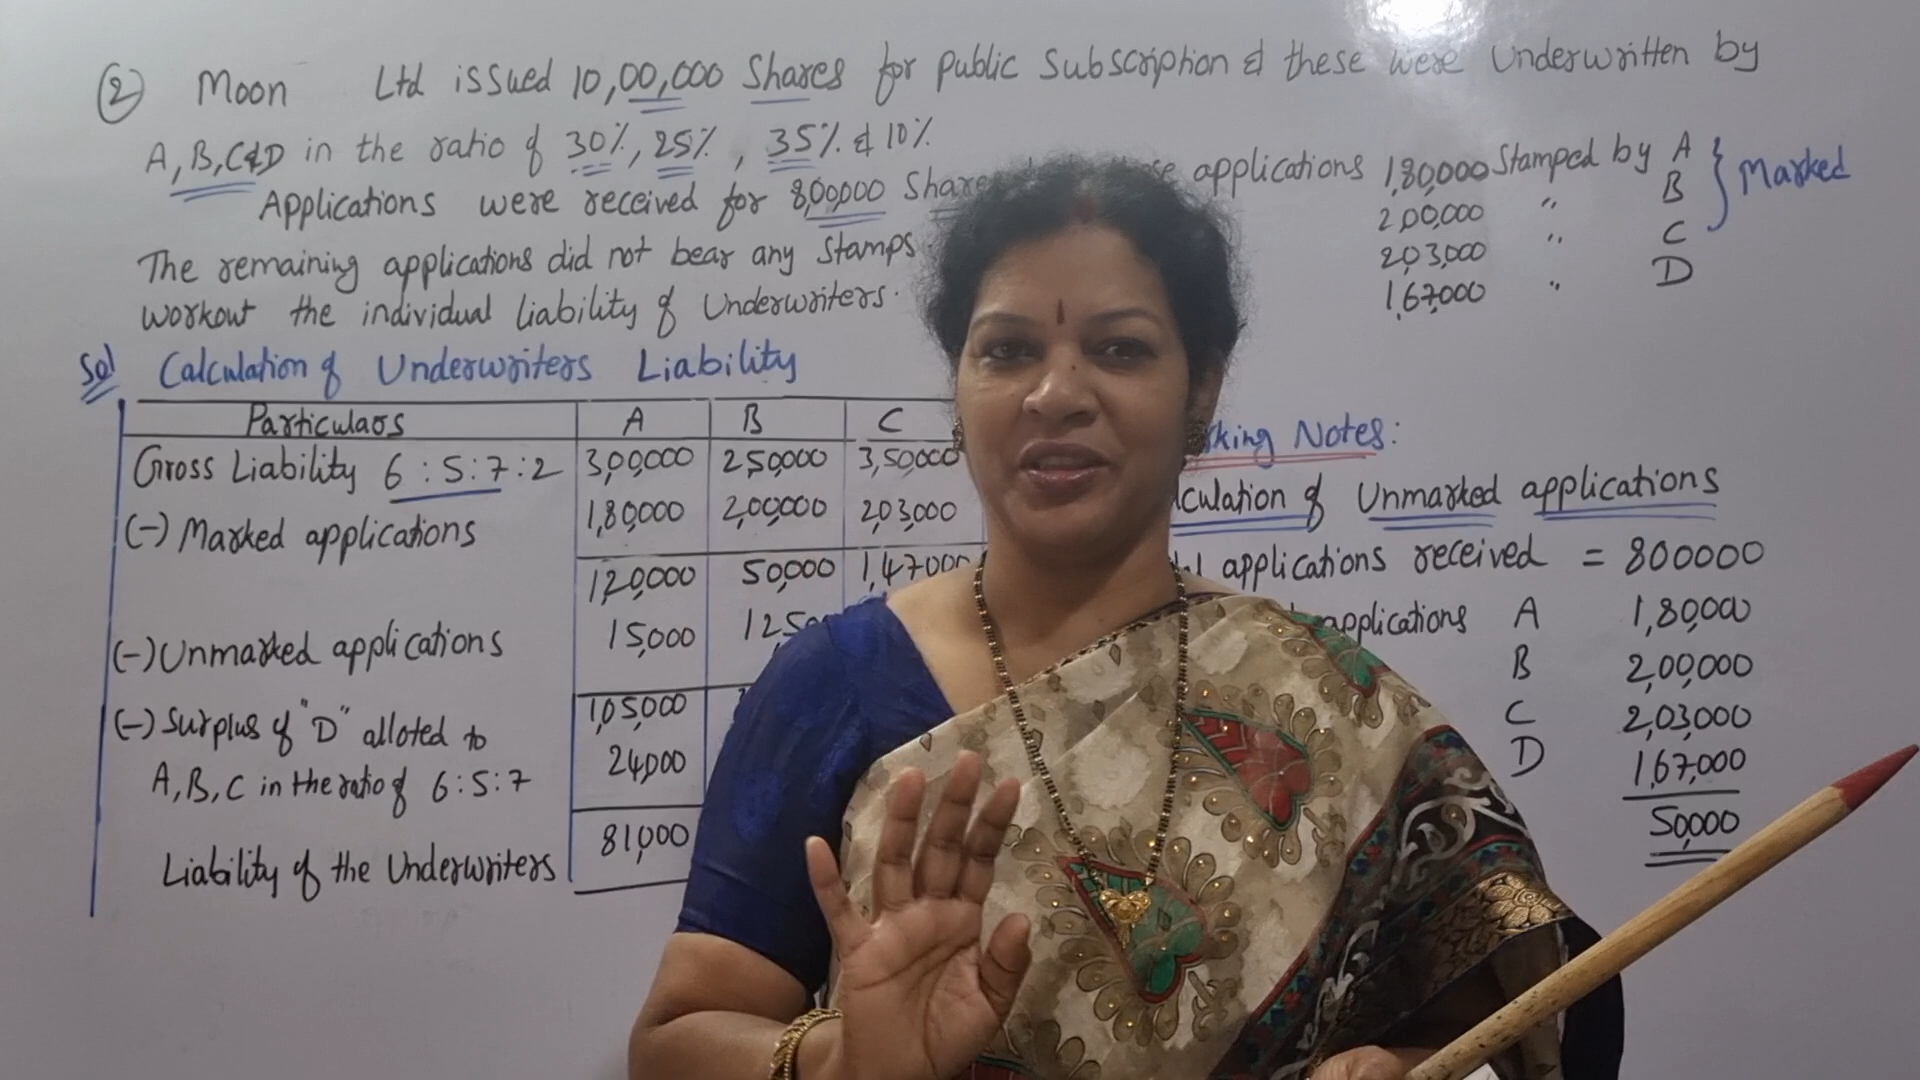 ② Moon Ltd issued 10,00,000 Shares for public Subscription & these were Underwritten by
A, B, C & D in the ratio of 30%, 25%, 35% & 10%
Applications were received for 8,00,000 Share applications 1,80,000 Stamped by A } Marked
2,00,000 " B
The remaining applications did not bear any Stamps 2,03,000 " C
workout the individual liability of Underwriters. 1,67,000 " D
Sol Calculation of Underwriters Liability
Particulars A B C
Gross Liability 6 : 5 : 7 : 2 3,00,000 250,000 3,50,000
(-) Marked applications 1,80,000 2,00,000 2,03,000
1,20,000 50,000 1,47,000
(-) Unmarked applications 15,000
1,05,000
(-) Surplus of "D" alloted to
A, B, C in the ratio of 6 : 5 : 7 24,000
Liability of the Underwriters 81,000
Notes:
of Unmarked applications
applications received = 800000
applications A 1,80,000
B 2,00,000
C 2,03,000
D 1,67,000
50,000